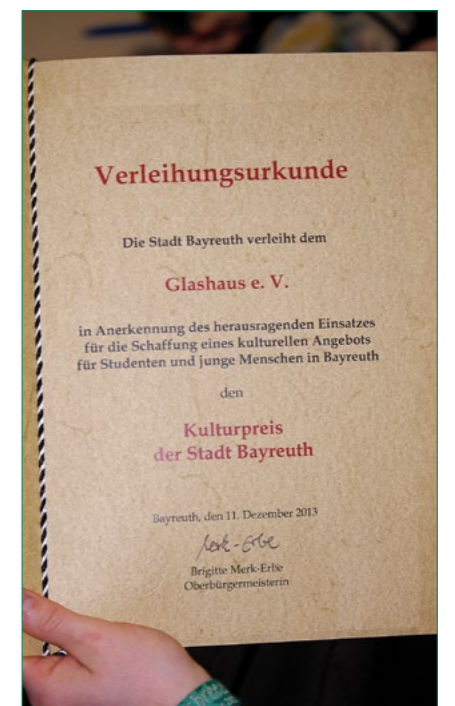 Verleihungsurkunde
Die Stadt Bayreuth verleiht dem
Glashaus e. V.
in Anerkennung des herausragenden Einsatzes
für die Schaffung eines kulturellen Angebots
für Studenten und junge Menschen in Bayreuth
den
Kulturpreis
der Stadt Bayreuth
Bayreuth, den 11. Dezember 2013
Merk-Erbe
Brigitte Merk-Erbe
Oberbürgermeisterin